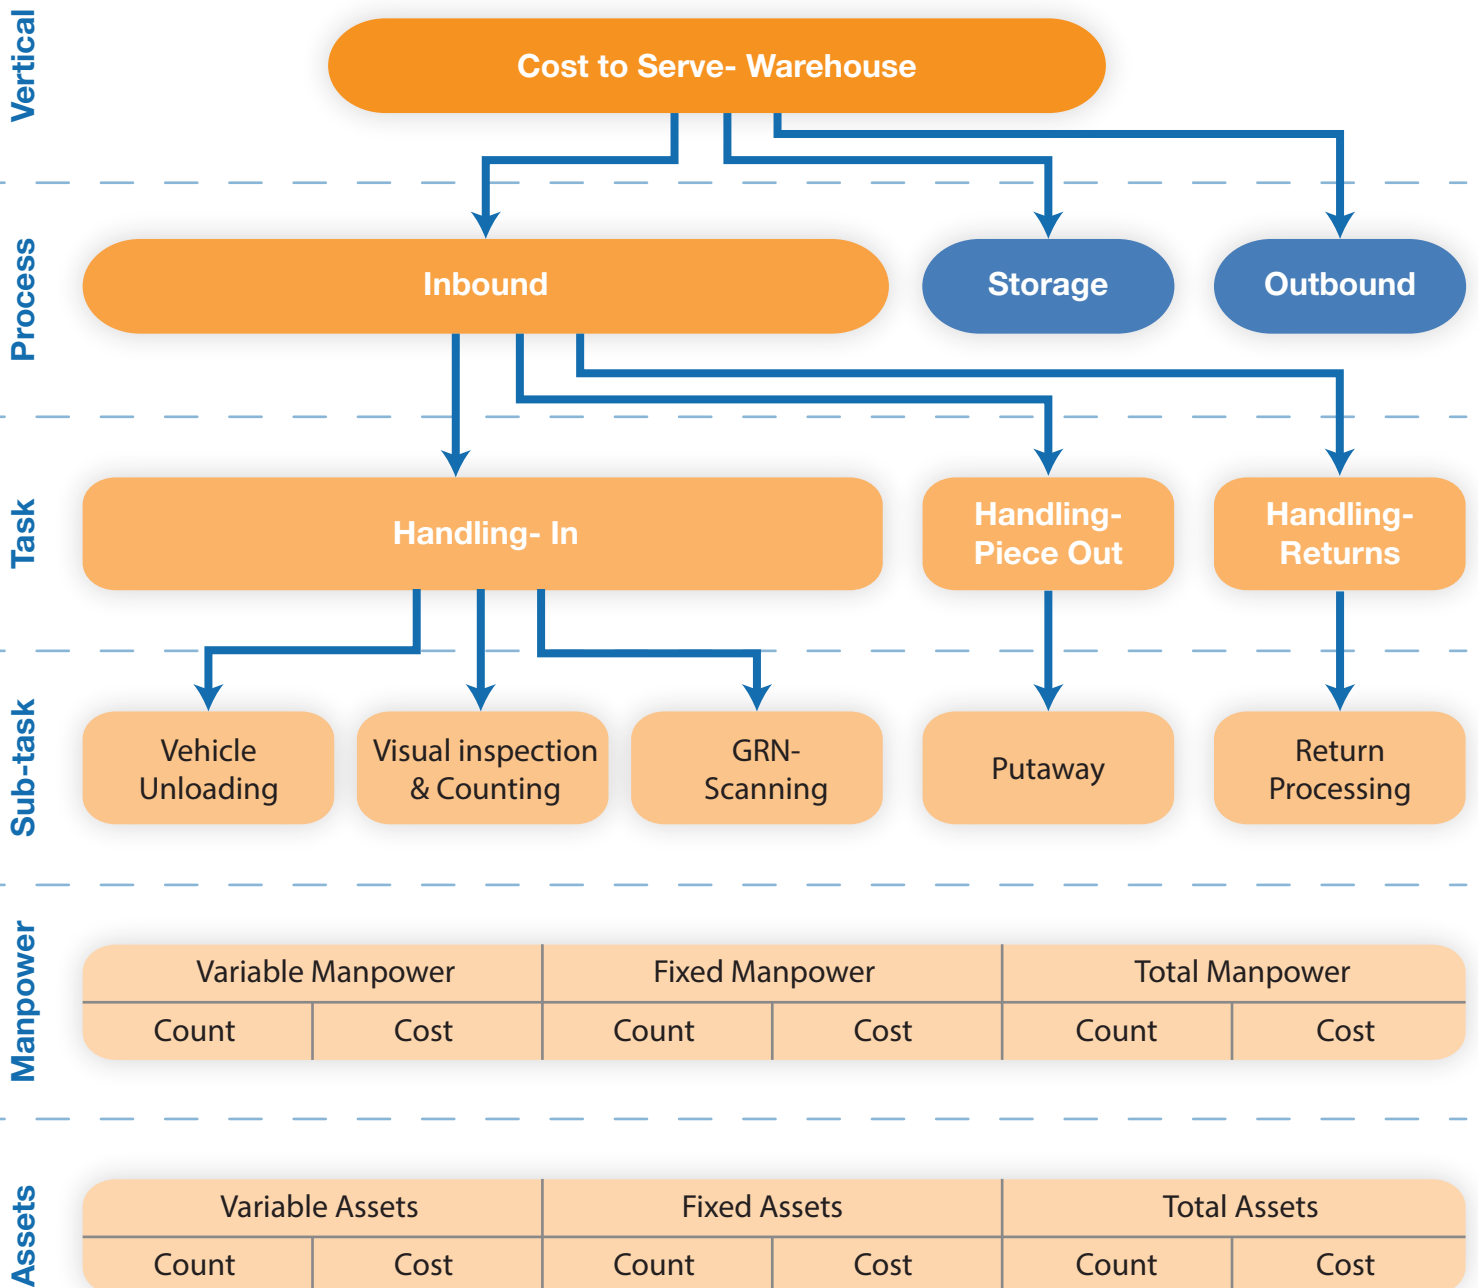 Vertical
Cost to Serve- Warehouse
Process
Inbound
Storage
Outbound
Task
Handling- In
Handling-
Piece Out
Handling-
Returns
Sub-task
Vehicle
Unloading
Visual inspection
& Counting
GRN-
Scanning
Putaway
Return
Processing
Manpower
Variable Manpower
Fixed Manpower
Total Manpower
Count
Cost
Count
Cost
Count
Cost
Assets
Variable Assets
Fixed Assets
Total Assets
Count
Cost
Count
Cost
Count
Cost